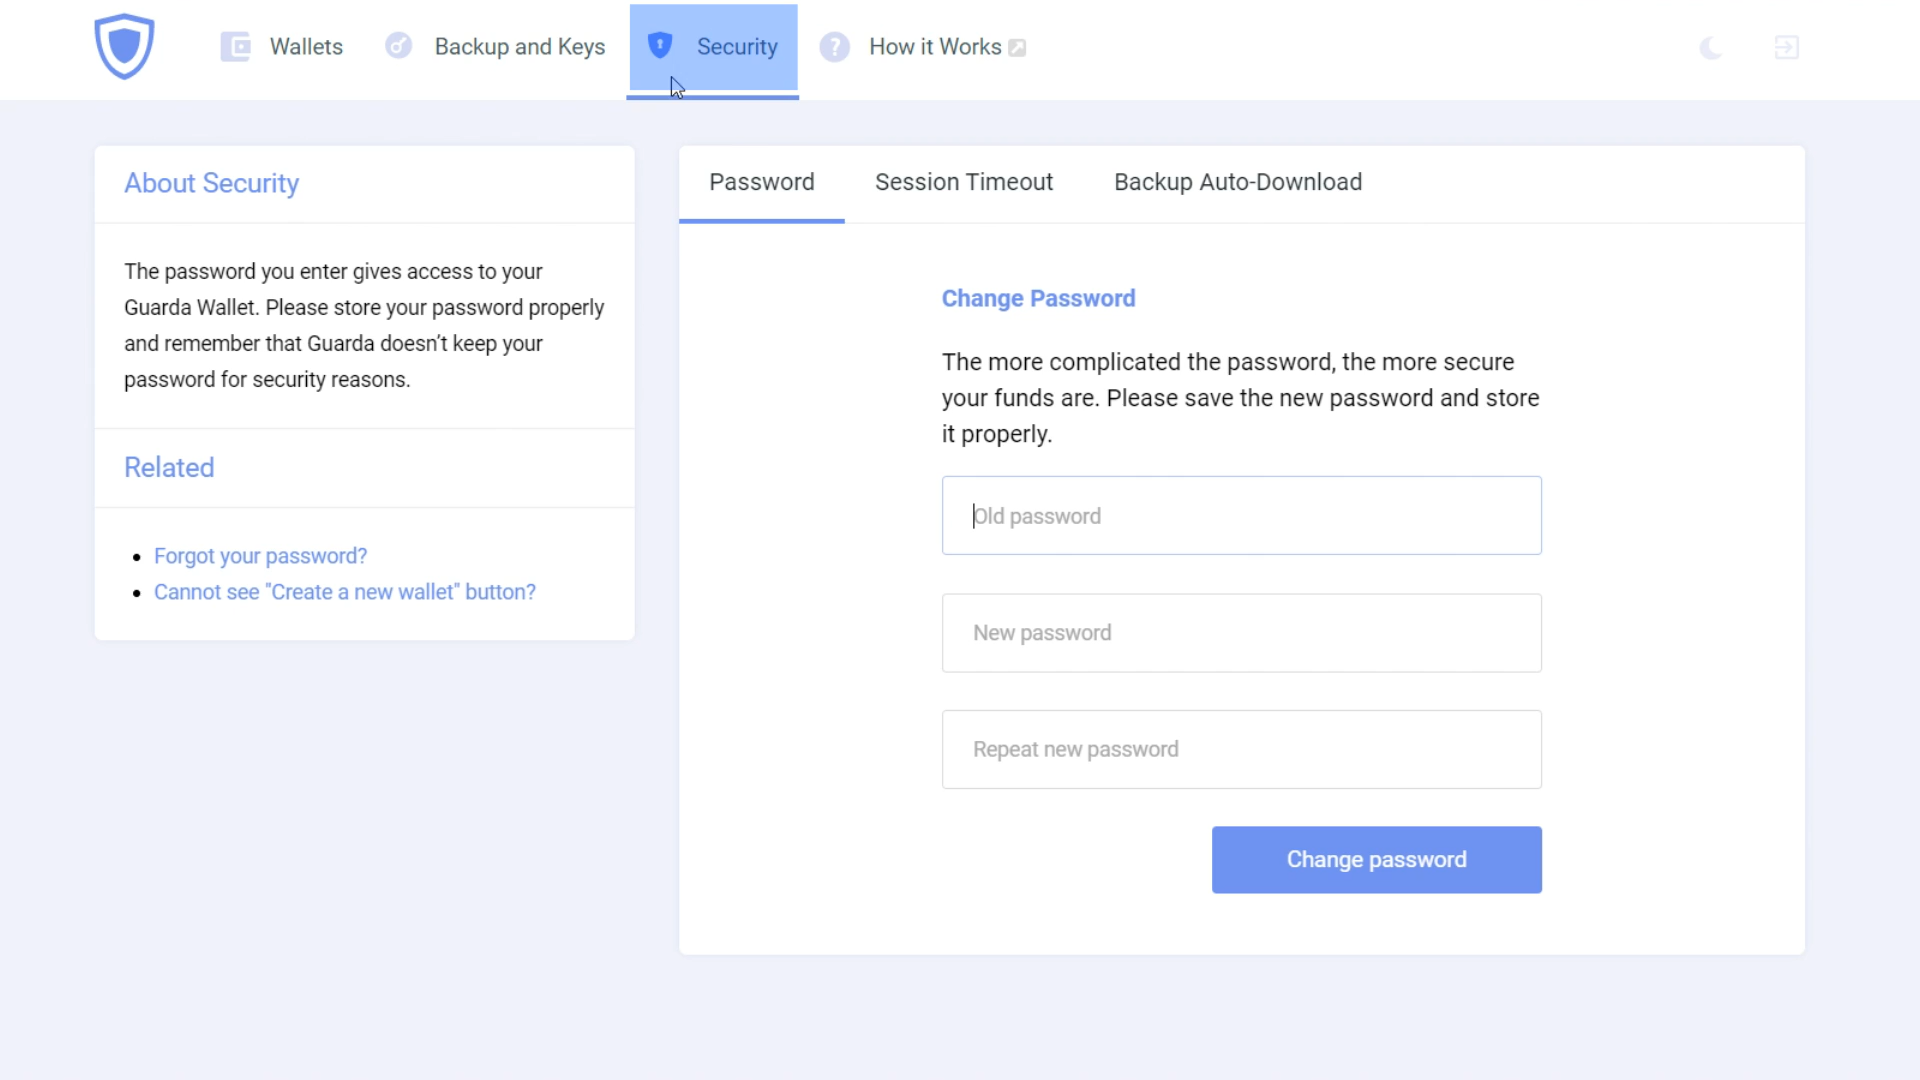 Wallets
Backup and Keys
Security
How it Works
About Security
The password you enter gives access to your
Guarda Wallet. Please store your password properly
and remember that Guarda doesn’t keep your
password for security reasons.
Related
Forgot your password?
Cannot see "Create a new wallet" button?
Password
Session Timeout
Backup Auto-Download
Change Password
The more complicated the password, the more secure
your funds are. Please save the new password and store
it properly.
Old password
New password
Repeat new password
Change password